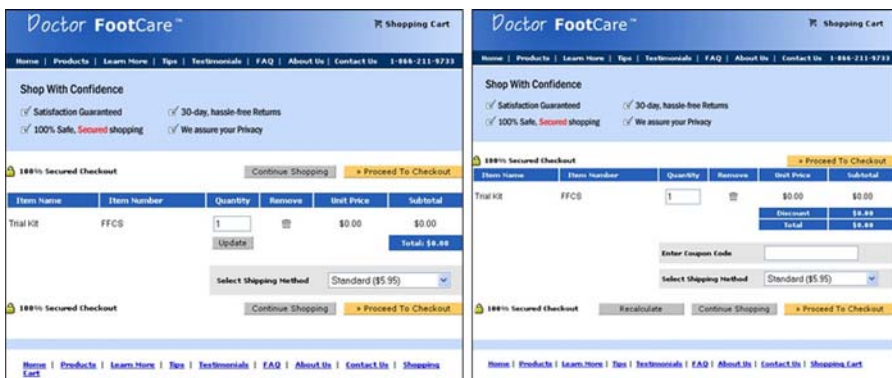 Doctor FootCare™
Shopping Cart
Home | Products | Learn More | Tips | Testimonials | FAQ | About Us | Contact Us 1-866-211-9733
Shop With Confidence
Satisfaction Guaranteed 30-day, hassle-free Returns
100% Safe, Secured shopping We assure your Privacy
100% Secured Checkout Continue Shopping » Proceed To Checkout
Item Name Item Number Quantity Remove Unit Price Subtotal
Trial Kit FFCS 1 $0.00 $0.00
Update Total: $0.00
Select Shipping Method Standard ($5.95)
100% Secured Checkout Continue Shopping » Proceed To Checkout
Home | Products | Learn More | Tips | Testimonials | FAQ | About Us | Contact Us | Shopping
Cart
Doctor FootCare™
Shopping Cart
Home | Products | Learn More | Tips | Testimonials | FAQ | About Us | Contact Us 1-866-211-9733
Shop With Confidence
Satisfaction Guaranteed 30-day, hassle-free Returns
100% Safe, Secured shopping We assure your Privacy
100% Secured Checkout » Proceed To Checkout
Item Name Item Number Quantity Remove Unit Price Subtotal
Trial Kit FFCS 1 $0.00 $0.00
Discount $0.00
Total $0.00
Enter Coupon Code
Select Shipping Method Standard ($5.95)
100% Secured Checkout Recalculate Continue Shopping » Proceed To Checkout
Home | Products | Learn More | Tips | Testimonials | FAQ | About Us | Contact Us | Shopping Cart